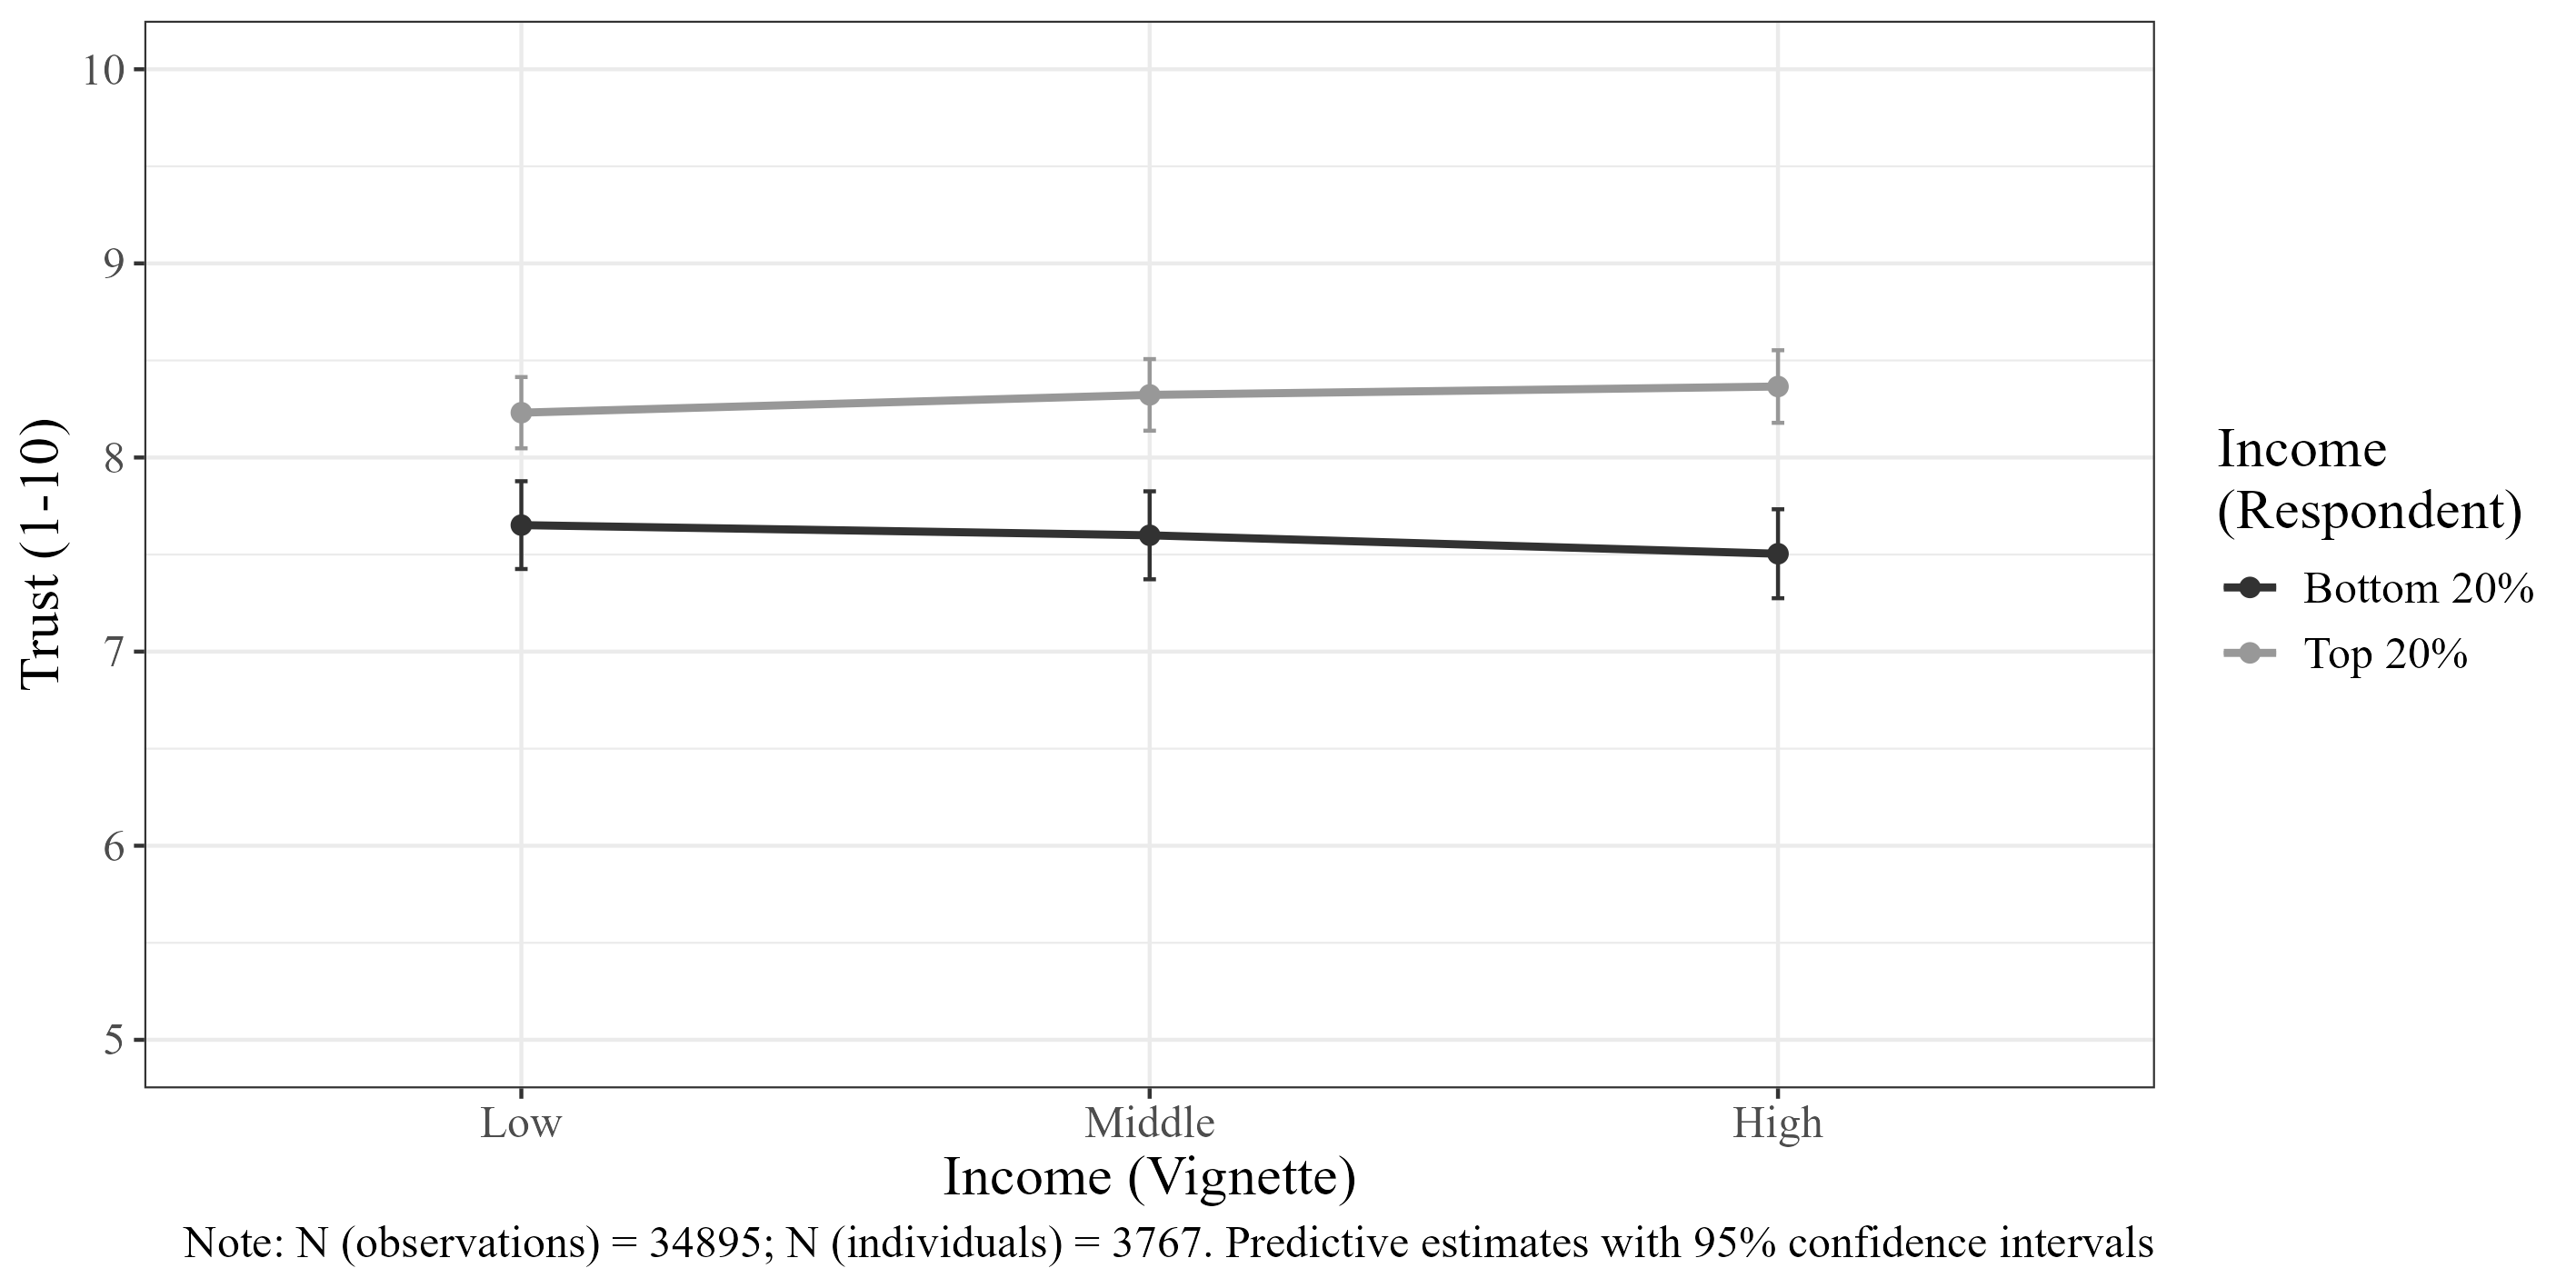 10
9
8
7
6
5
Trust (1-10)
Low
Middle
High
Income (Vignette)
Income
(Respondent)
Bottom 20%
Top 20%
Note: N (observations) = 34895; N (individuals) = 3767. Predictive estimates with 95% confidence intervals